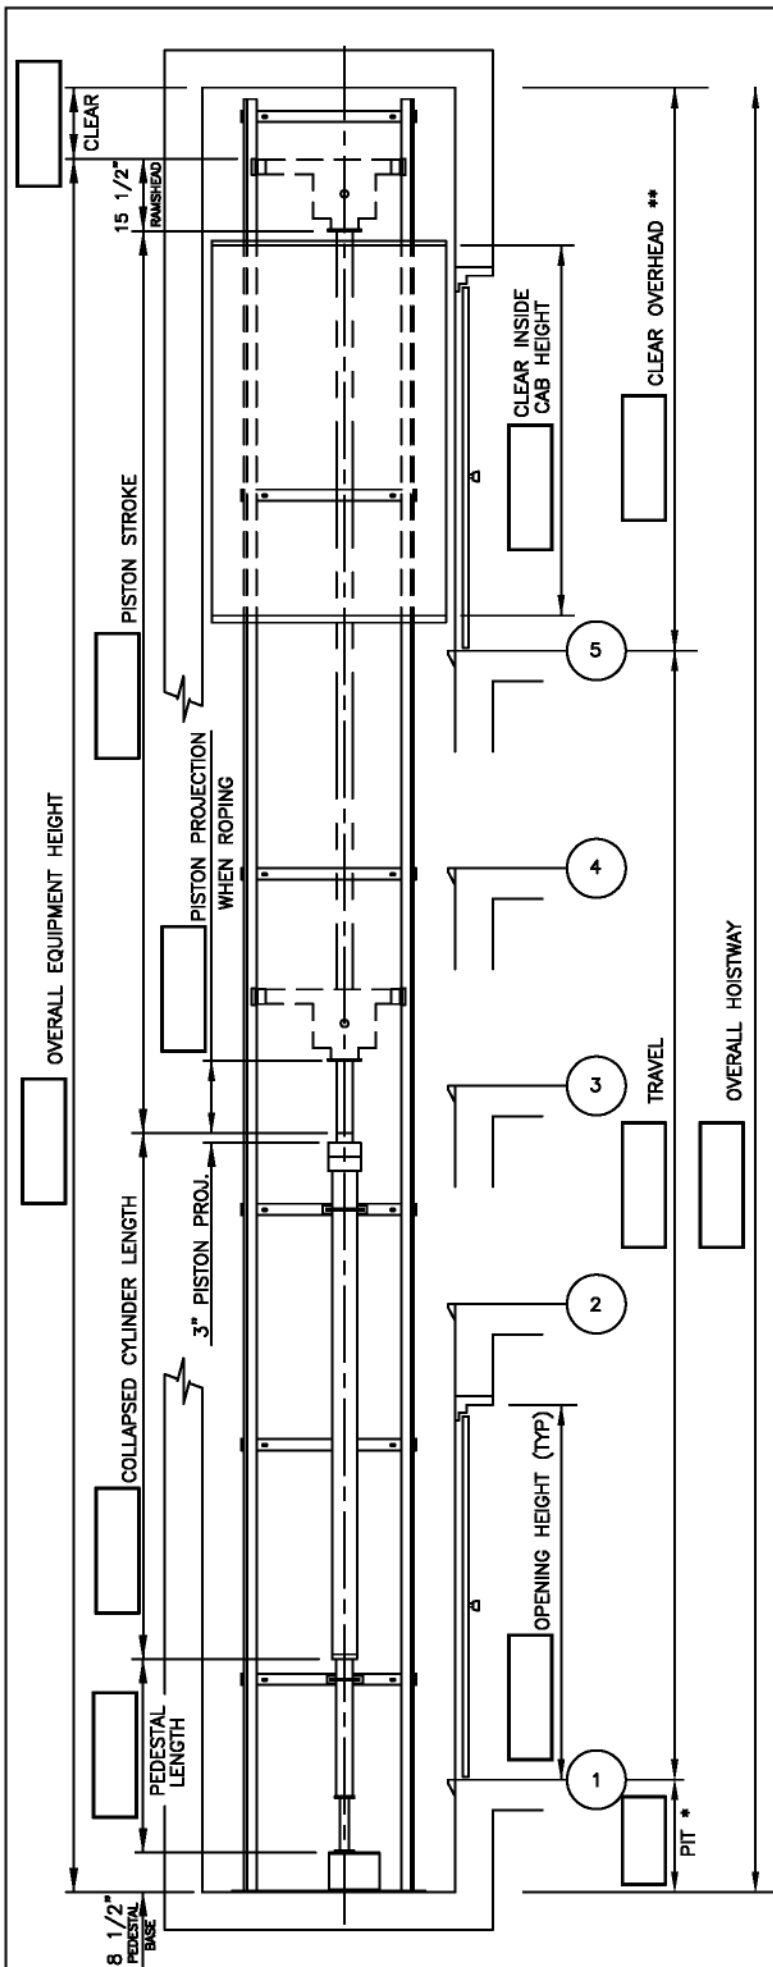 CLEAR
15 1/2"
RAMSHEAD
CLEAR OVERHEAD **
CLEAR INSIDE
CAB HEIGHT
PISTON STROKE
5
PISTON PROJECTION
WHEN ROPING
OVERALL EQUIPMENT HEIGHT
4
OVERALL HOISTWAY
TRAVEL
3
3" PISTON PROJ.
COLLAPSED CYLINDER LENGTH
2
OPENING HEIGHT (TYP)
PEDESTAL
LENGTH
1
PIT *
8 1/2"
PEDESTAL
BASE